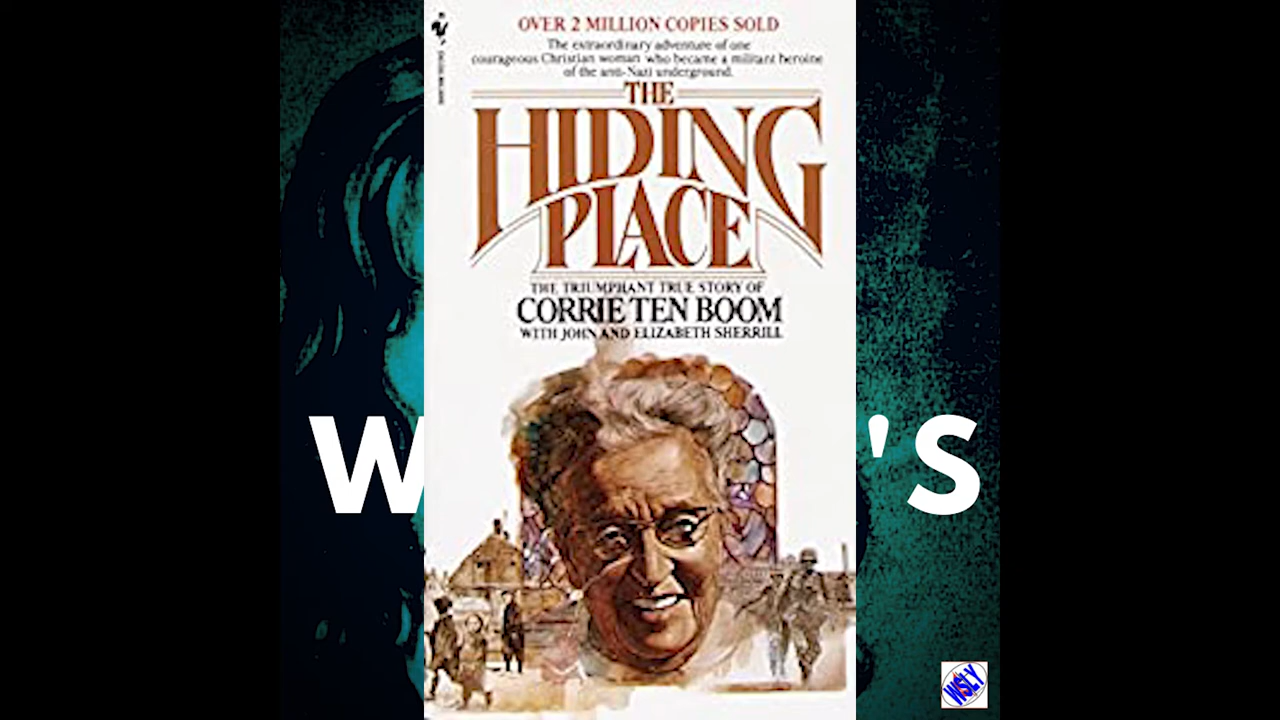 OVER 2 MILLION COPIES SOLD
The extraordinary adventure of one
courageous Christian woman who became a militant heroine
of the anti-Nazi underground.
THE
HIDING
PLACE
THE TRIUMPHANT TRUE STORY OF
CORRIE TEN BOOM
WITH JOHN AND ELIZABETH SHERRILL
W 'S
WSLY